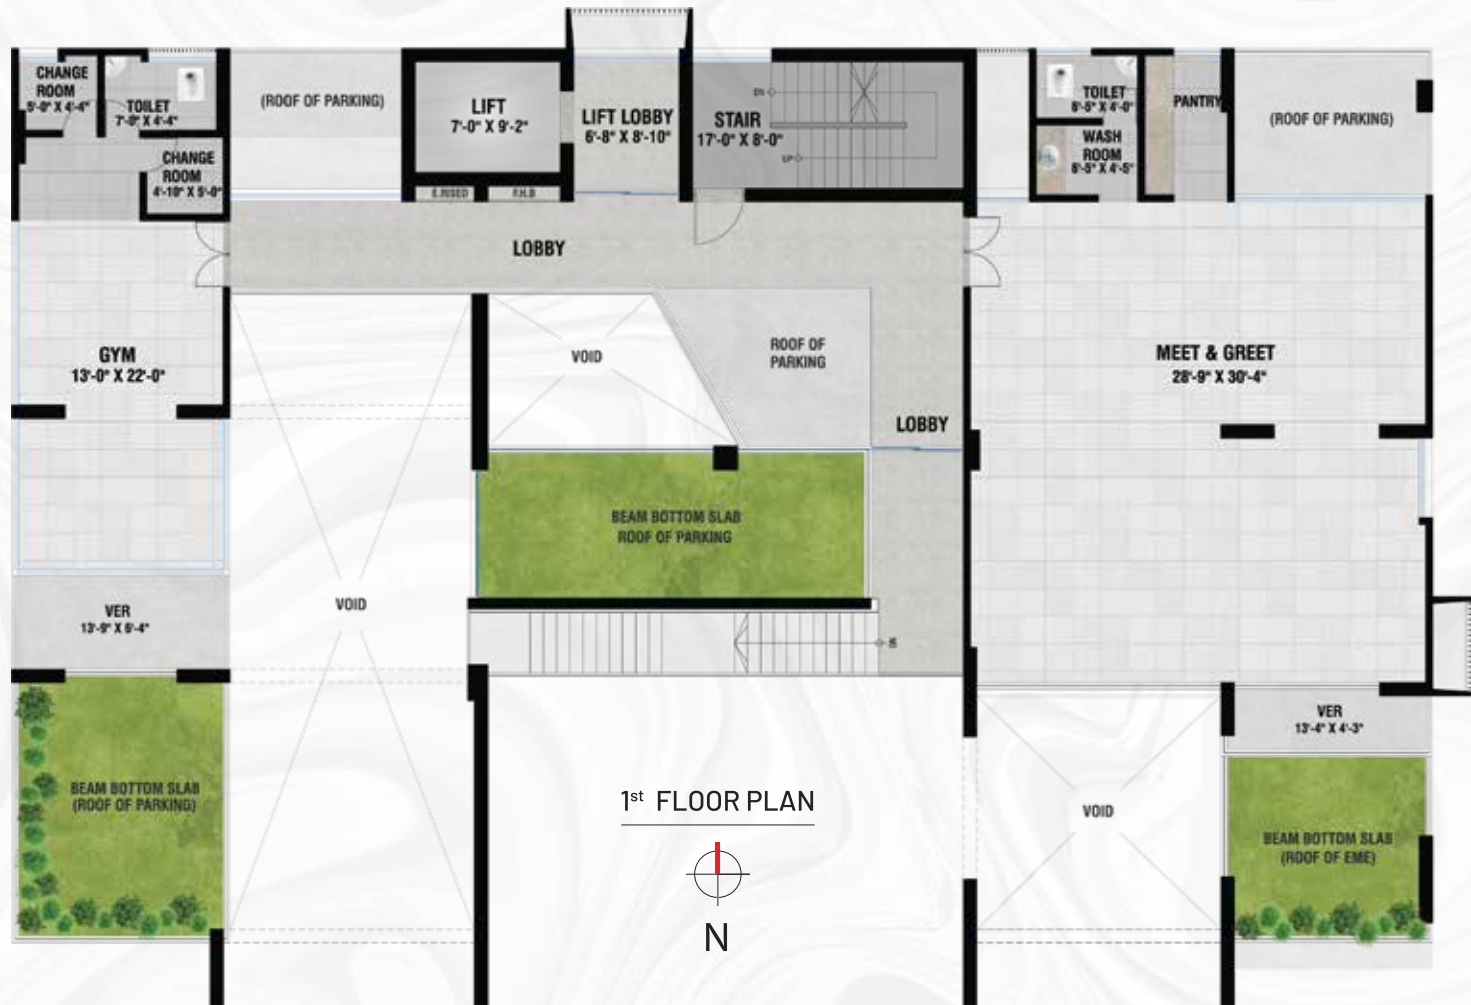 CHANGE
ROOM
5'-0" X 4'-4"
TOILET
7'-0" X 4'-4"
CHANGE
ROOM
4'-10" X 5'-0"
(ROOF OF PARKING)
LIFT
7'-0" X 9'-2"
E.RISED
F.H.B
LIFT LOBBY
6'-8" X 8'-10"
STAIR
17'-0" X 8'-0"
DN
UP
TOILET
6'-5" X 4'-0"
WASH
ROOM
6'-5" X 4'-5"
PANTRY
(ROOF OF PARKING)
LOBBY
GYM
13'-0" X 22'-0"
VOID
ROOF OF
PARKING
LOBBY
MEET & GREET
28'-9" X 30'-4"
BEAM BOTTOM SLAB
ROOF OF PARKING
VOID
VER
13'-9" X 6'-4"
BEAM BOTTOM SLAB
(ROOF OF PARKING)
VER
13'-4" X 4'-3"
VOID
BEAM BOTTOM SLAB
(ROOF OF EME)
1st FLOOR PLAN
N